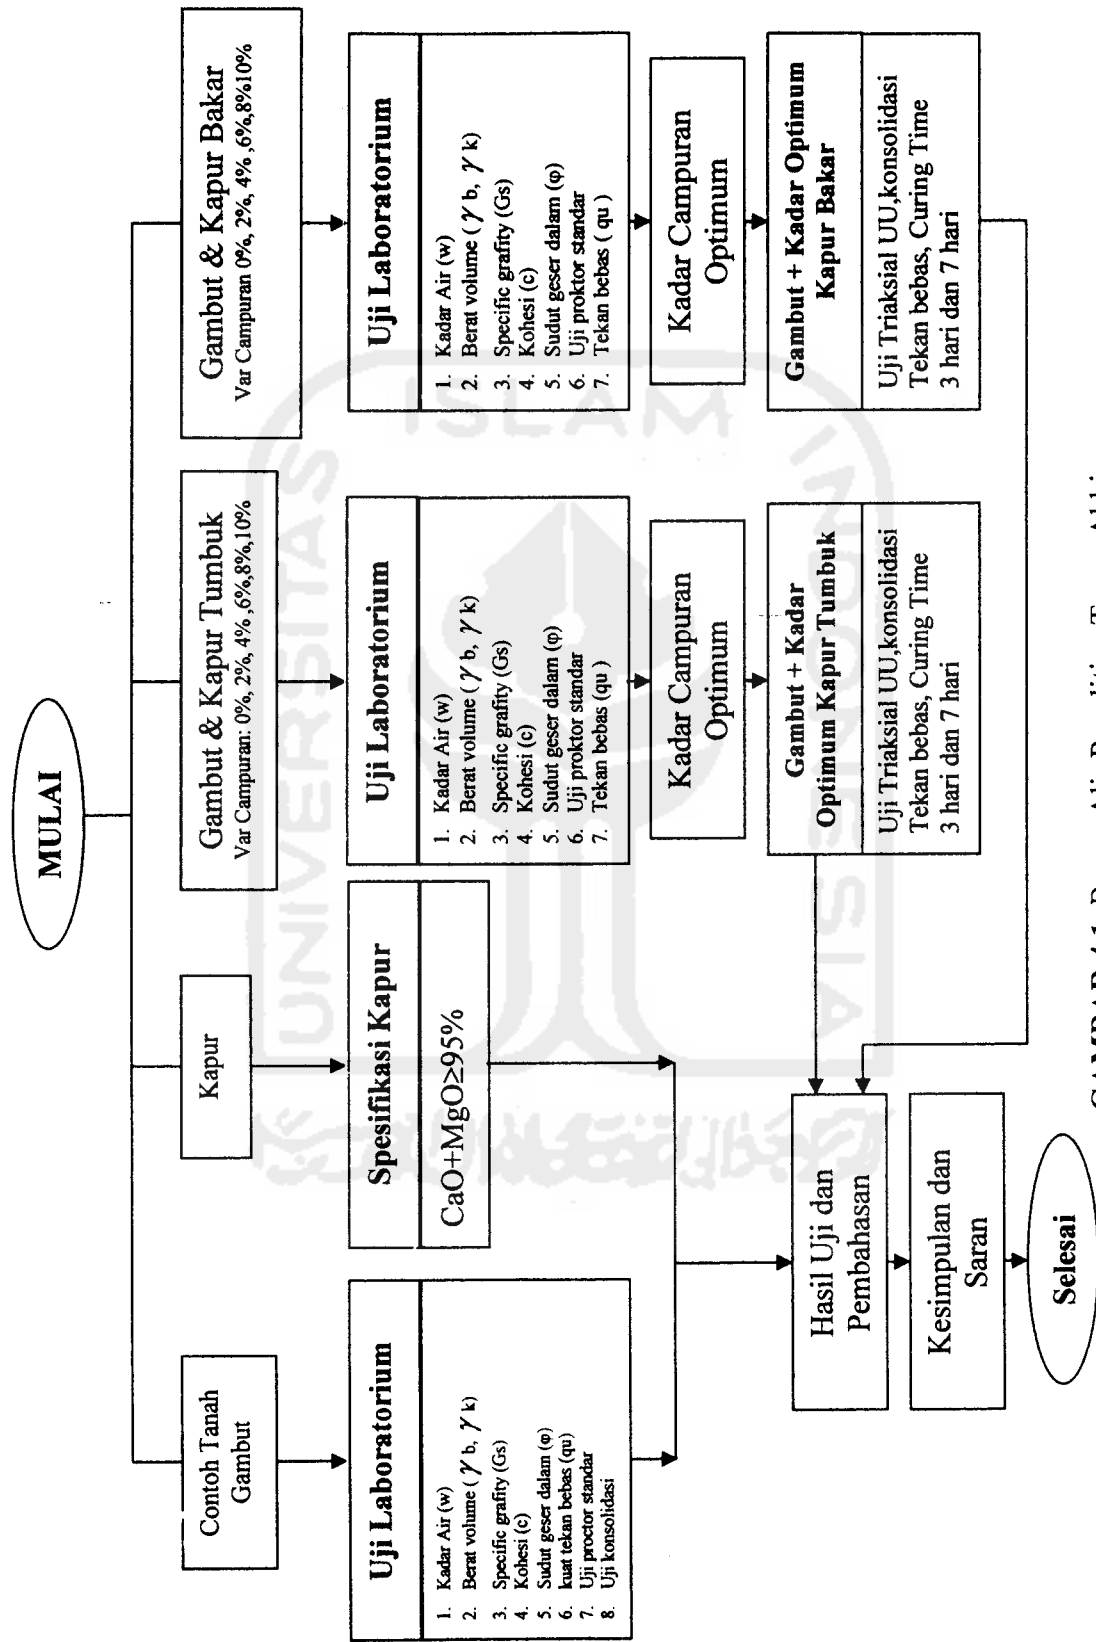 MULAI
Contoh Tanah
Gambut
Kapur
Gambut & Kapur Tumbuk
Var Campuran: 0%, 2%, 4% ,6%,8%,10%
Gambut & Kapur Bakar
Var Campuran 0%, 2%, 4% ,6%,8%10%
Uji Laboratorium
1. Kadar Air (w)
2. Berat volume ( γ b, γ k)
3. Specific grafity (Gs)
4. Kohesi (c)
5. Sudut geser dalam (φ)
6. kuat tekan bebas (qu)
7. Uji proctor standar
8. Uji konsolidasi
Spesifikasi Kapur
CaO+MgO≥95%
Uji Laboratorium
1. Kadar Air (w)
2. Berat volume ( γ b, γ k)
3. Specific grafity (Gs)
4. Kohesi (c)
5. Sudut geser dalam (φ)
6. Uji proktor standar
7. Tekan bebas (qu )
Uji Laboratorium
1. Kadar Air (w)
2. Berat volume ( γ b, γ k)
3. Specific grafity (Gs)
4. Kohesi (c)
5. Sudut geser dalam (φ)
6. Uji proktor standar
7. Tekan bebas ( qu )
Kadar Campuran
Optimum
Kadar Campuran
Optimum
Gambut + Kadar
Optimum Kapur Tumbuk
Uji Triaksial UU,konsolidasi
Tekan bebas, Curing Time
3 hari dan 7 hari
Gambut + Kadar Optimum
Kapur Bakar
Uji Triaksial UU,konsolidasi
Tekan bebas, Curing Time
3 hari dan 7 hari
Hasil Uji dan
Pembahasan
Kesimpulan dan
Saran
Selesai
UNIVERSITAS
ISLAM
INDONESIA